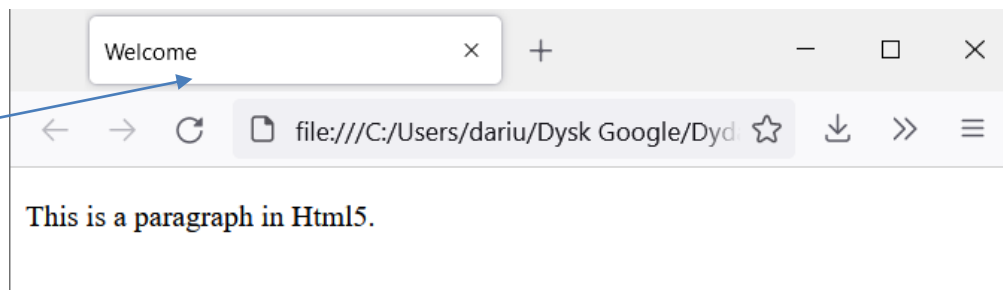 Welcome
file:///C:/Users/dariu/Dysk Google/Dyd
This is a paragraph in Html5.